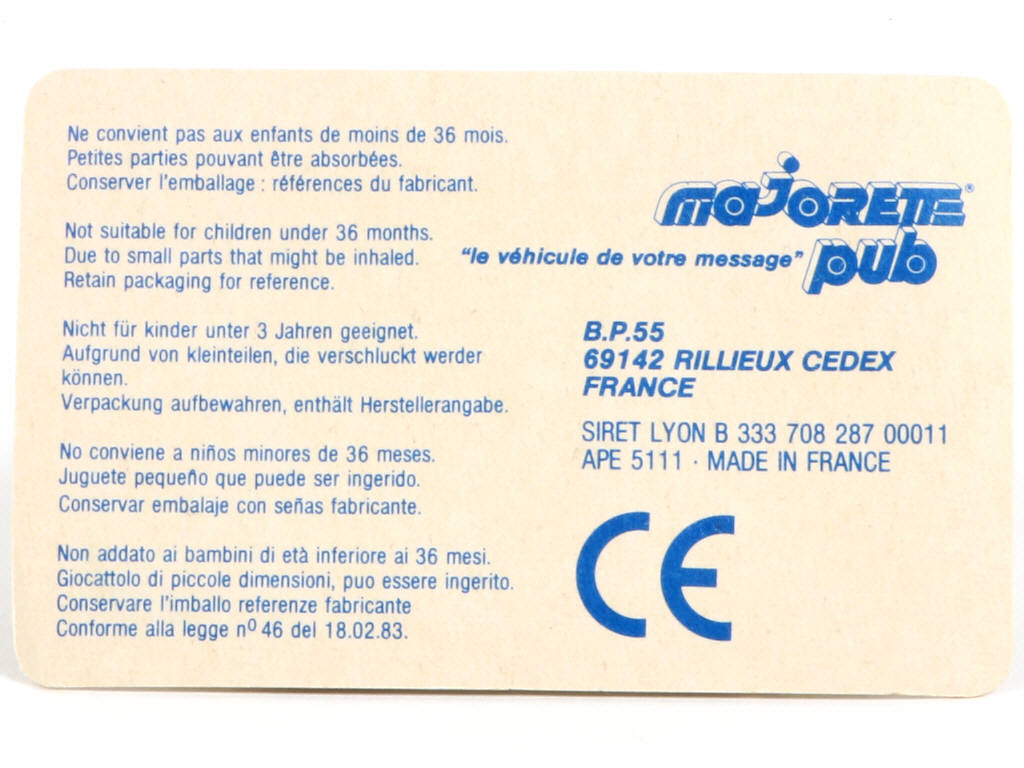 Ne convient pas aux enfants de moins de 36 mois.
Petites parties pouvant être absorbées.
Conserver l'emballage : références du fabricant.
Not suitable for children under 36 months.
Due to small parts that might be inhaled.
Retain packaging for reference.
Nicht für kinder unter 3 Jahren geeignet.
Aufgrund von kleinteilen, die verschluckt werder
können.
Verpackung aufbewahren, enthält Herstellerangabe.
No conviene a niños minores de 36 meses.
Juguete pequeño que puede ser ingerido.
Conservar embalaje con señas fabricante.
Non addato ai bambini di età inferiore ai 36 mesi.
Giocattolo di piccole dimensioni, puo essere ingerito.
Conservare l'imballo referenze fabricante
Conforme alla legge nº 46 del 18.02.83.
majorette®
pub
"le véhicule de votre message"
B.P.55
69142 RILLIEUX CEDEX
FRANCE
SIRET LYON B 333 708 287 00011
APE 5111 · MADE IN FRANCE
CE